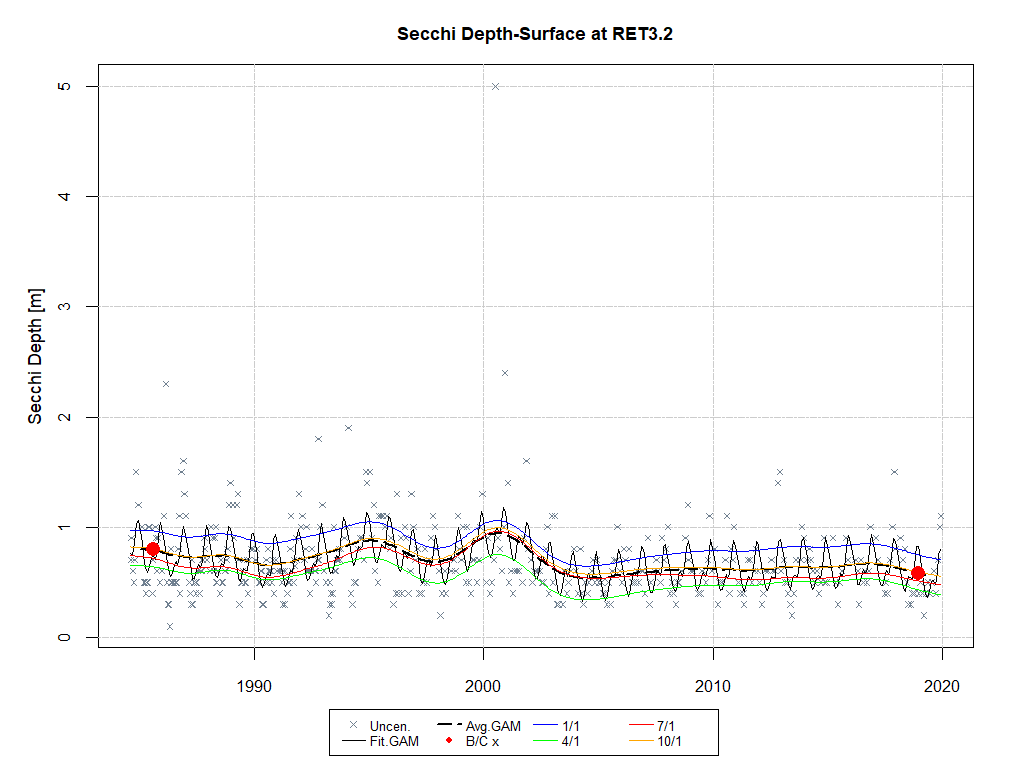 Secchi Depth-Surface at RET3.2
Secchi Depth [m]
5
4
3
2
1
0
1990 2000 2010 2020
Uncen. Avg.GAM 1/1 7/1
Fit.GAM B/C x 4/1 10/1